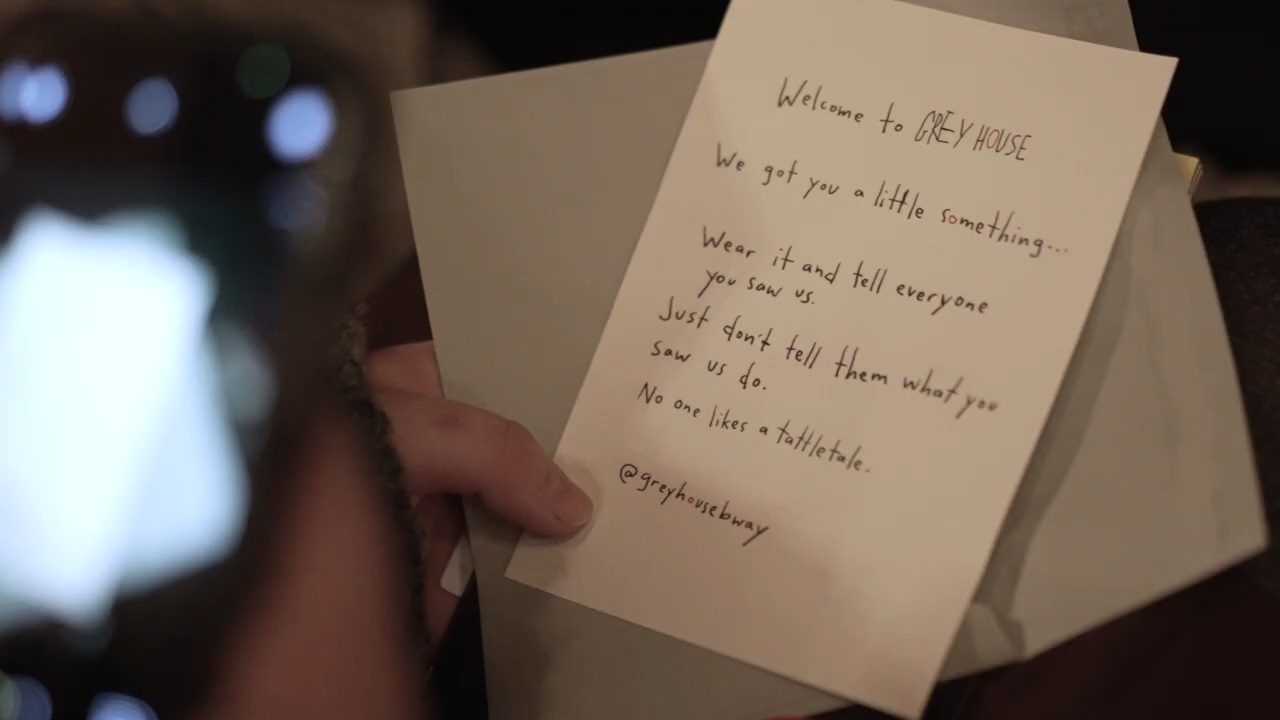 Welcome to GREY HOUSE
We got you a little something...
Wear it and tell everyone
you saw us.
Just don't tell them what you
saw us do.
No one likes a tattletale.
@greyhousebway